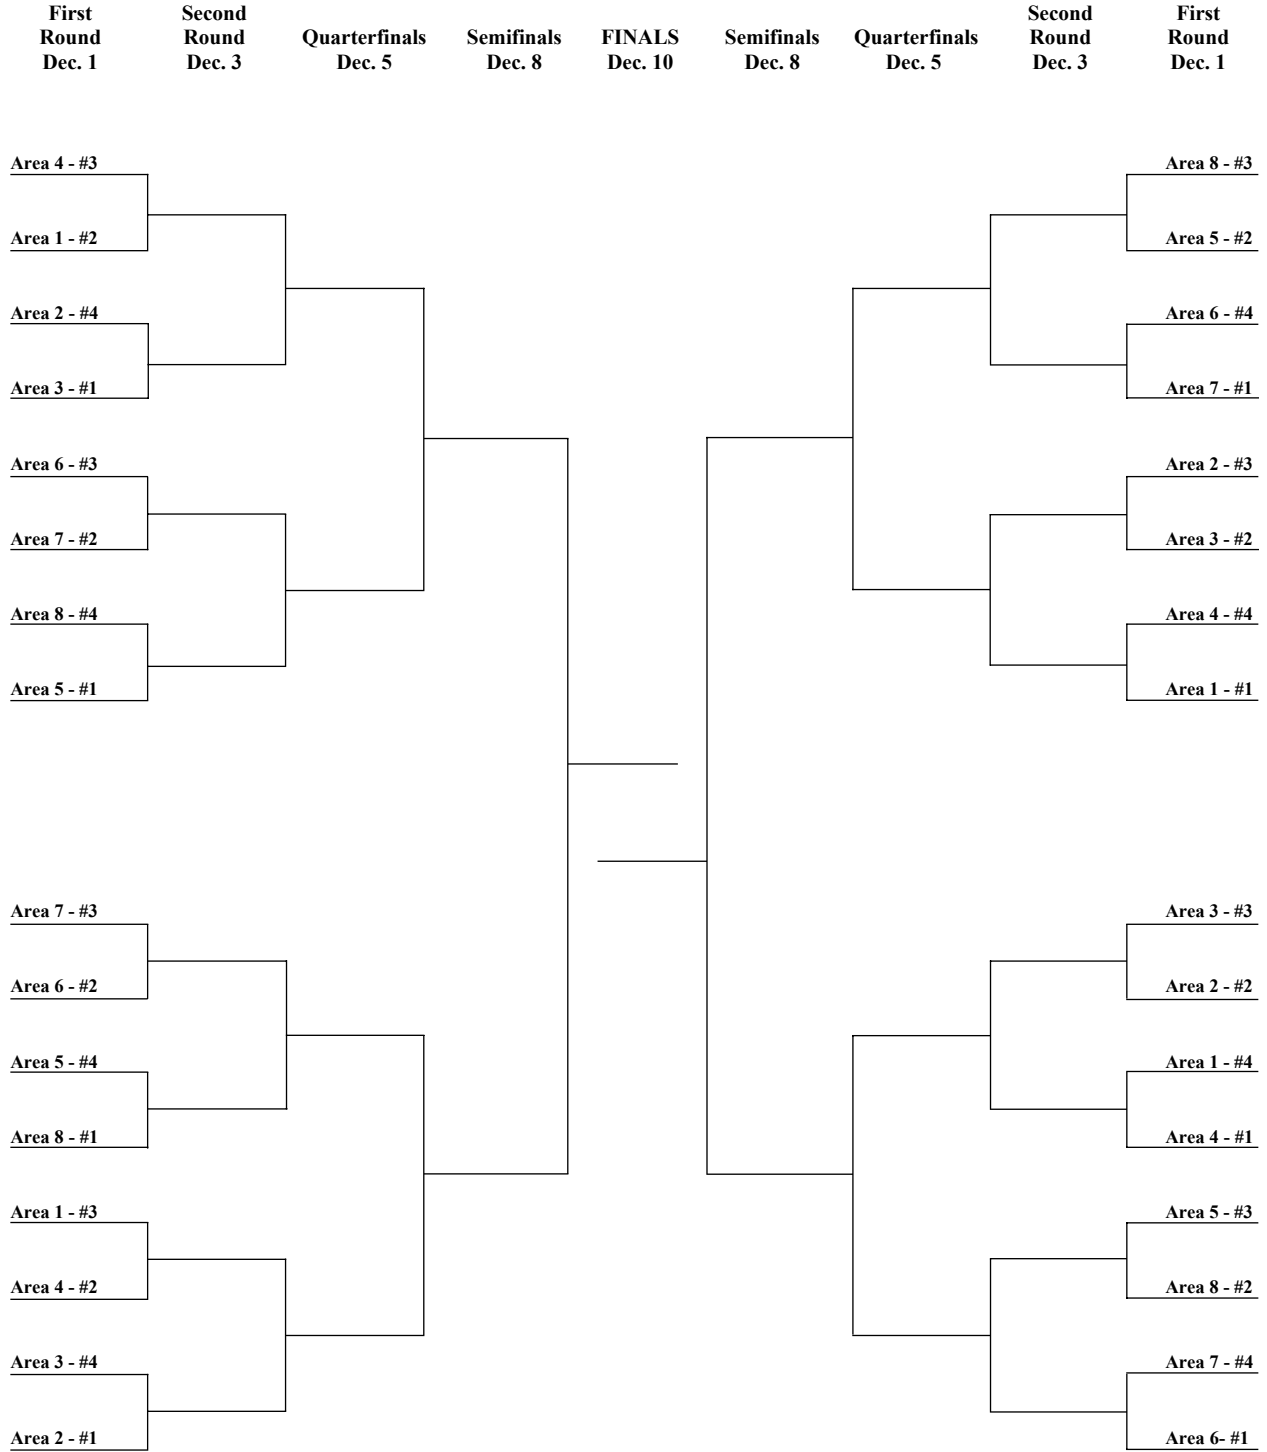 First Second Second First
Round Round Quarterfinals Semifinals FINALS Semifinals Quarterfinals Round Round
Dec. 1 Dec. 3 Dec. 5 Dec. 8 Dec. 10 Dec. 8 Dec. 5 Dec. 3 Dec. 1
Area 4 - #3 Area 8 - #3
Area 1 - #2 Area 5 - #2
Area 2 - #4 Area 6 - #4
Area 3 - #1 Area 7 - #1
Area 6 - #3 Area 2 - #3
Area 7 - #2 Area 3 - #2
Area 8 - #4 Area 4 - #4
Area 5 - #1 Area 1 - #1
Area 7 - #3 Area 3 - #3
Area 6 - #2 Area 2 - #2
Area 5 - #4 Area 1 - #4
Area 8 - #1 Area 4 - #1
Area 1 - #3 Area 5 - #3
Area 4 - #2 Area 8 - #2
Area 3 - #4 Area 7 - #4
Area 2 - #1 Area 6- #1